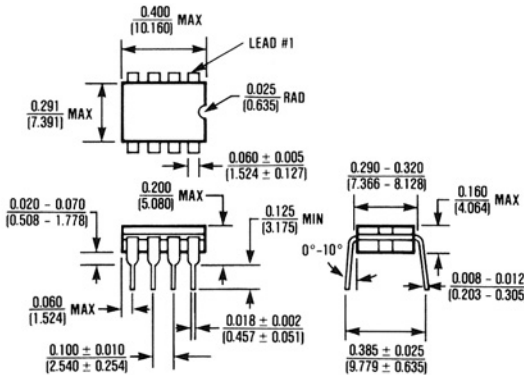 0.400
(10.160) MAX
LEAD #1
0.291
(7.391) MAX
0.025
(0.635) RAD
0.060 ± 0.005
(1.524 ± 0.127)
0.020 - 0.070
(0.508 - 1.778)
0.200
(5.080) MAX
0.125
(3.175) MIN
0.290 - 0.320
(7.366 - 8.128)
0.160
(4.064) MAX
0°-10°
0.008 - 0.012
(0.203 - 0.305)
0.060
(1.524) MAX
0.018 ± 0.002
(0.457 ± 0.051)
0.100 ± 0.010
(2.540 ± 0.254)
0.385 ± 0.025
(9.779 ± 0.635)